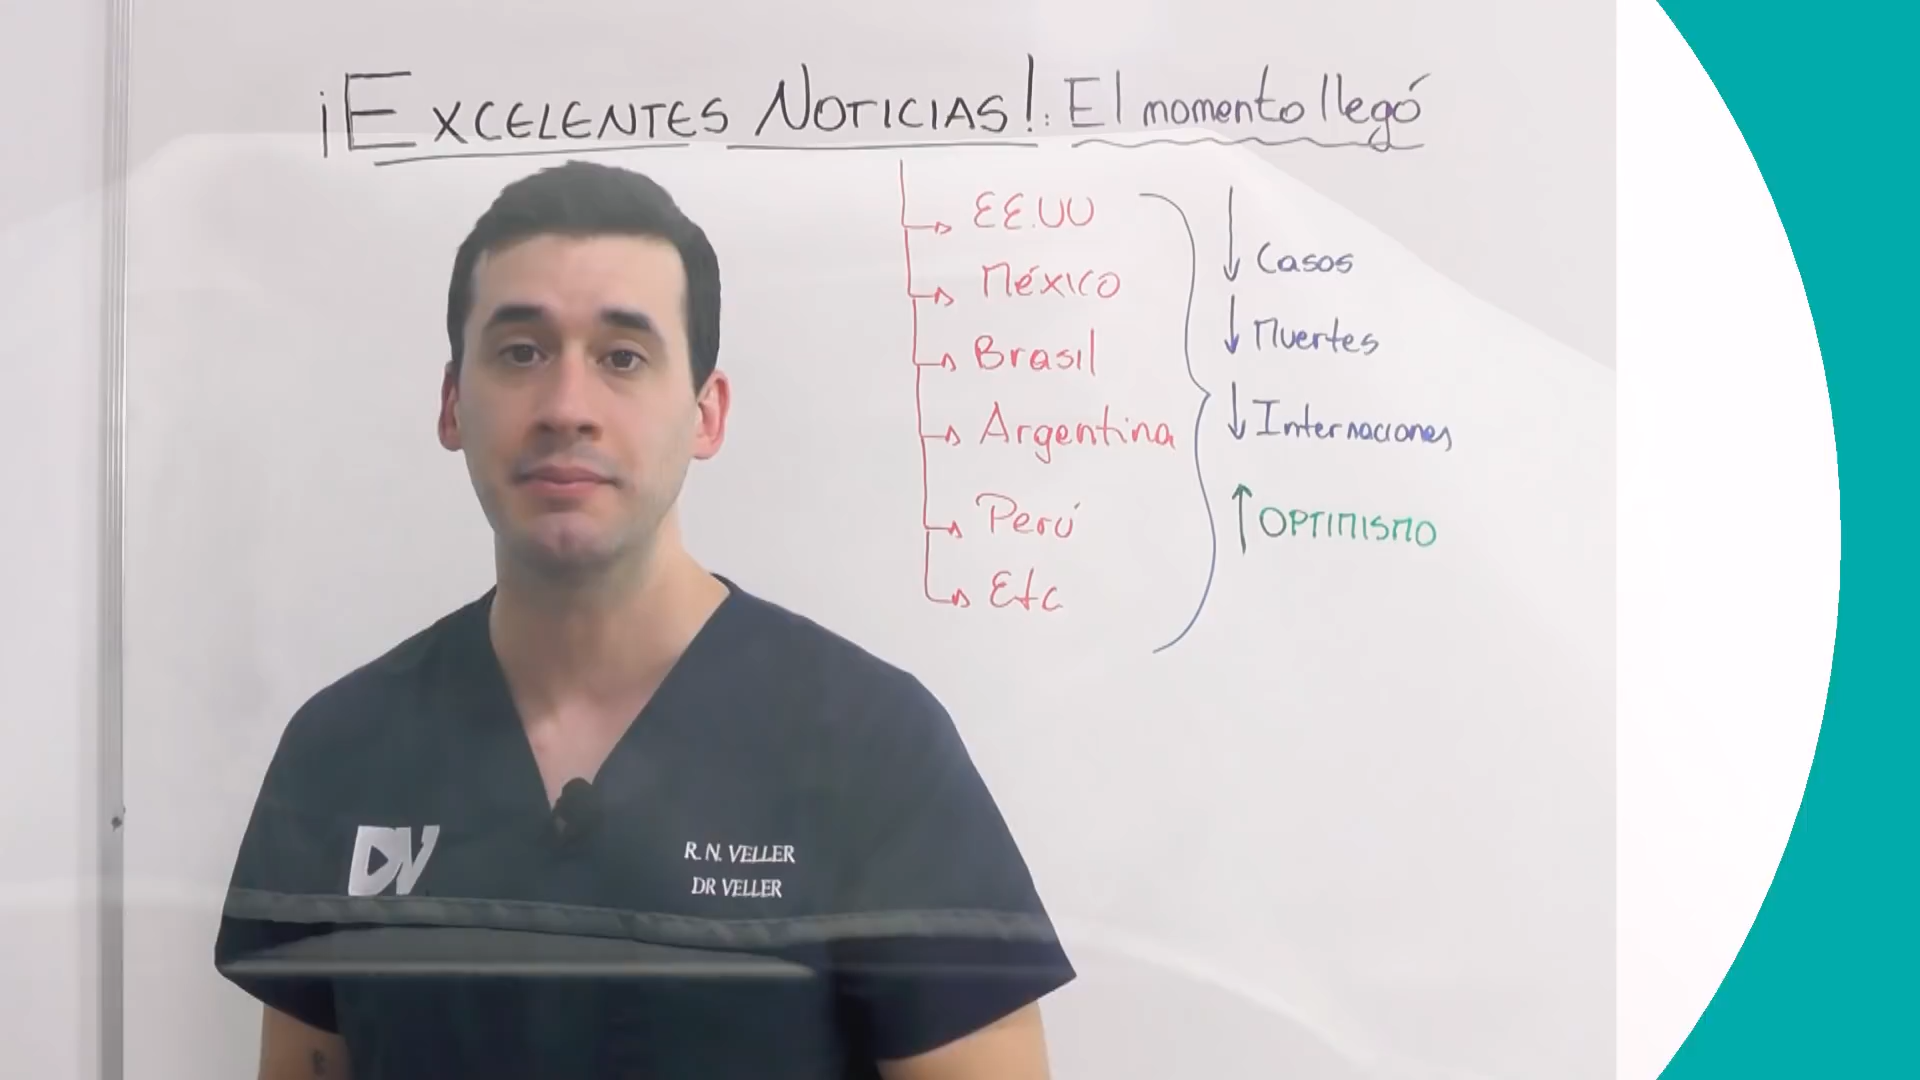 ¡EXCELENTES NOTICIAS!: El momento llegó
EE.UU
México
Brasil
Argentina
Perú
Etc
↓ Casos
↓ Muertes
↓ Internaciones
↑ OPTIMISMO
DV
R. N. VELLER
DR VELLER